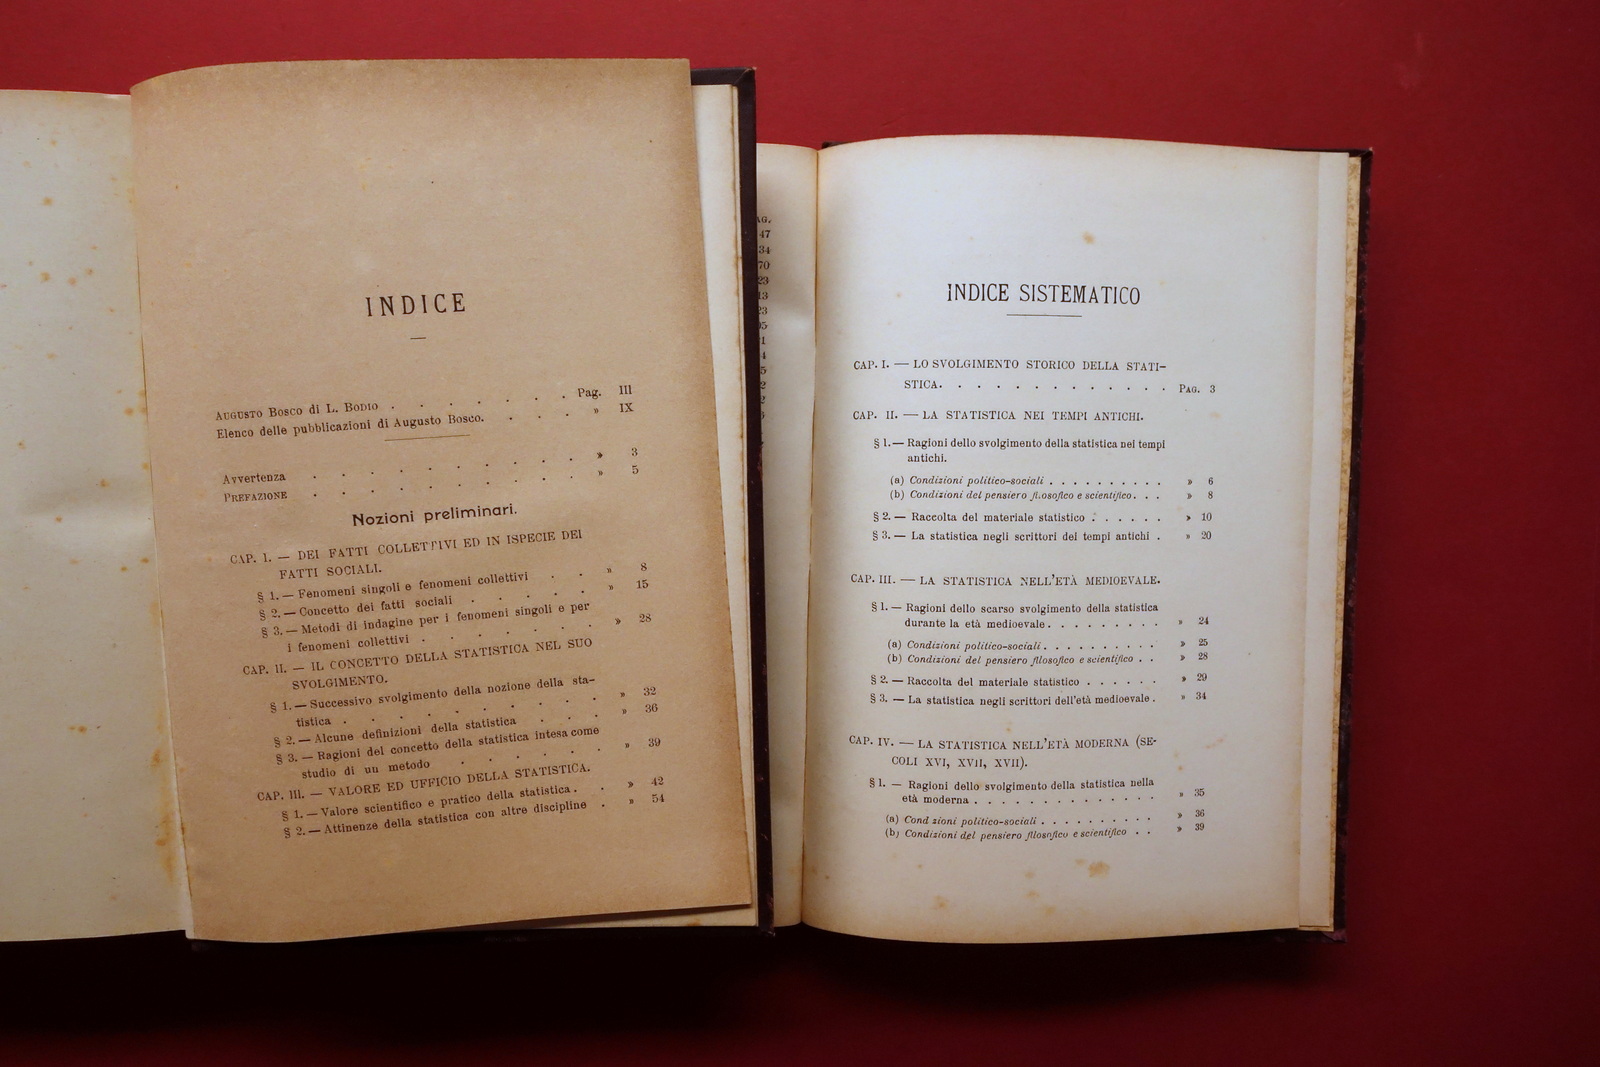 INDICE
AUGUSTO BOSCO di L. BODIO . . . . . . . Pag. III
Elenco delle pubblicazioni di Augusto Bosco. . . . » IX
Avvertenza . . . . . . . . . » 3
PREFAZIONE . . . . . . . . . » 5
Nozioni preliminari.
CAP. I. — DEI FATTI COLLETTIVI ED IN ISPECIE DEI
FATTI SOCIALI.
§ 1. — Fenomeni singoli e fenomeni collettivi . . » 8
§ 2. — Concetto dei fatti sociali . . . . . » 15
§ 3. — Metodi di indagine per i fenomeni singoli e per
i fenomeni collettivi . . . . . . . » 28
CAP. II. — IL CONCETTO DELLA STATISTICA NEL SUO
SVOLGIMENTO.
§ 1. — Successivo svolgimento della nozione della sta-
tistica . . . . . . . . . » 32
§ 2. — Alcune definizioni della statistica . . . » 36
§ 3. — Ragioni del concetto della statistica intesa come
studio di un metodo . . . . . » 39
CAP. III. — VALORE ED UFFICIO DELLA STATISTICA.
§ 1. — Valore scientifico e pratico della statistica . . » 42
§ 2. — Attinenze della statistica con altre discipline . » 54
AG.
47
34
70
23
13
23
INDICE SISTEMATICO
CAP. I. — LO SVOLGIMENTO STORICO DELLA STATI-
STICA. . . . . . . . . . . . . . PAG. 3
CAP. II. — LA STATISTICA NEI TEMPI ANTICHI.
§ 1. — Ragioni dello svolgimento della statistica nei tempi
antichi.
(a) Condizioni politico-sociali . . . . . . . . . . » 6
(b) Condizioni del pensiero filosofico e scientifico. . . » 8
§ 2. — Raccolta del materiale statistico . . . . . . » 10
§ 3. — La statistica negli scrittori dei tempi antichi . » 20
CAP. III. — LA STATISTICA NELL'ETÀ MEDIOEVALE.
§ 1. — Ragioni dello scarso svolgimento della statistica
durante la età medioevale. . . . . . . . . » 24
(a) Condizioni politico-sociali. . . . . . . . . . » 25
(b) Condizioni del pensiero filosofico e scientifico . . » 28
§ 2. — Raccolta del materiale statistico . . . . . . » 29
§ 3. — La statistica negli scrittori dell'età medioevale . » 34
CAP. IV. — LA STATISTICA NELL'ETÀ MODERNA (SE-
COLI XVI, XVII, XVII).
§ 1. — Ragioni dello svolgimento della statistica nella
età moderna . . . . . . . . . . . . . . » 35
(a) Cond zioni politico-sociali . . . . . . . . . . » 36
(b) Condizioni del pensiero filosofico e scientifico . . » 39